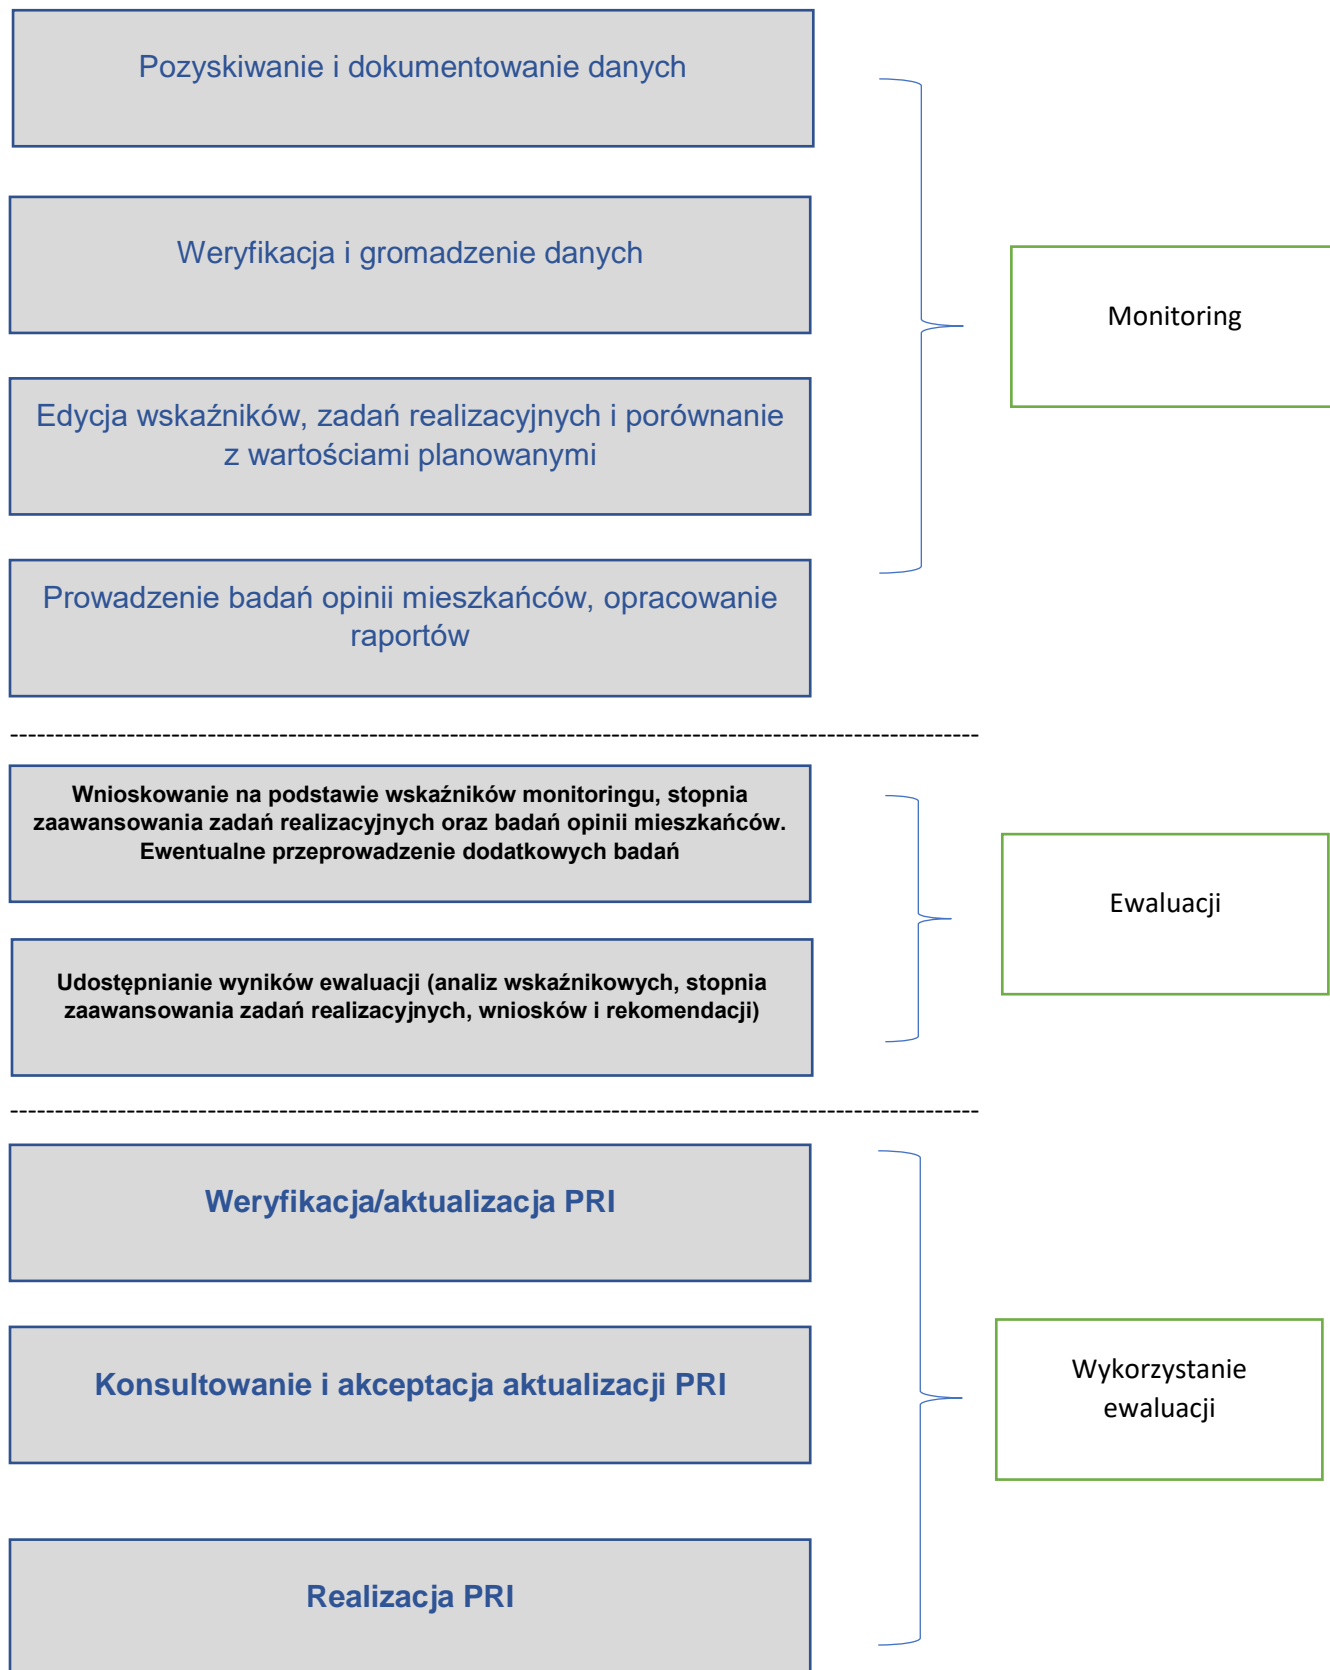 Pozyskiwanie i dokumentowanie danych
Weryfikacja i gromadzenie danych
Edycja wskaźników, zadań realizacyjnych i porównanie
z wartościami planowanymi
Prowadzenie badań opinii mieszkańców, opracowanie
raportów
Monitoring
------------------------------------------------------------------------------------------------------------
Wnioskowanie na podstawie wskaźników monitoringu, stopnia
zaawansowania zadań realizacyjnych oraz badań opinii mieszkańców.
Ewentualne przeprowadzenie dodatkowych badań
Udostępnianie wyników ewaluacji (analiz wskaźnikowych, stopnia
zaawansowania zadań realizacyjnych, wniosków i rekomendacji)
Ewaluacji
------------------------------------------------------------------------------------------------------------
Weryfikacja/aktualizacja PRI
Konsultowanie i akceptacja aktualizacji PRI
Realizacja PRI
Wykorzystanie
ewaluacji